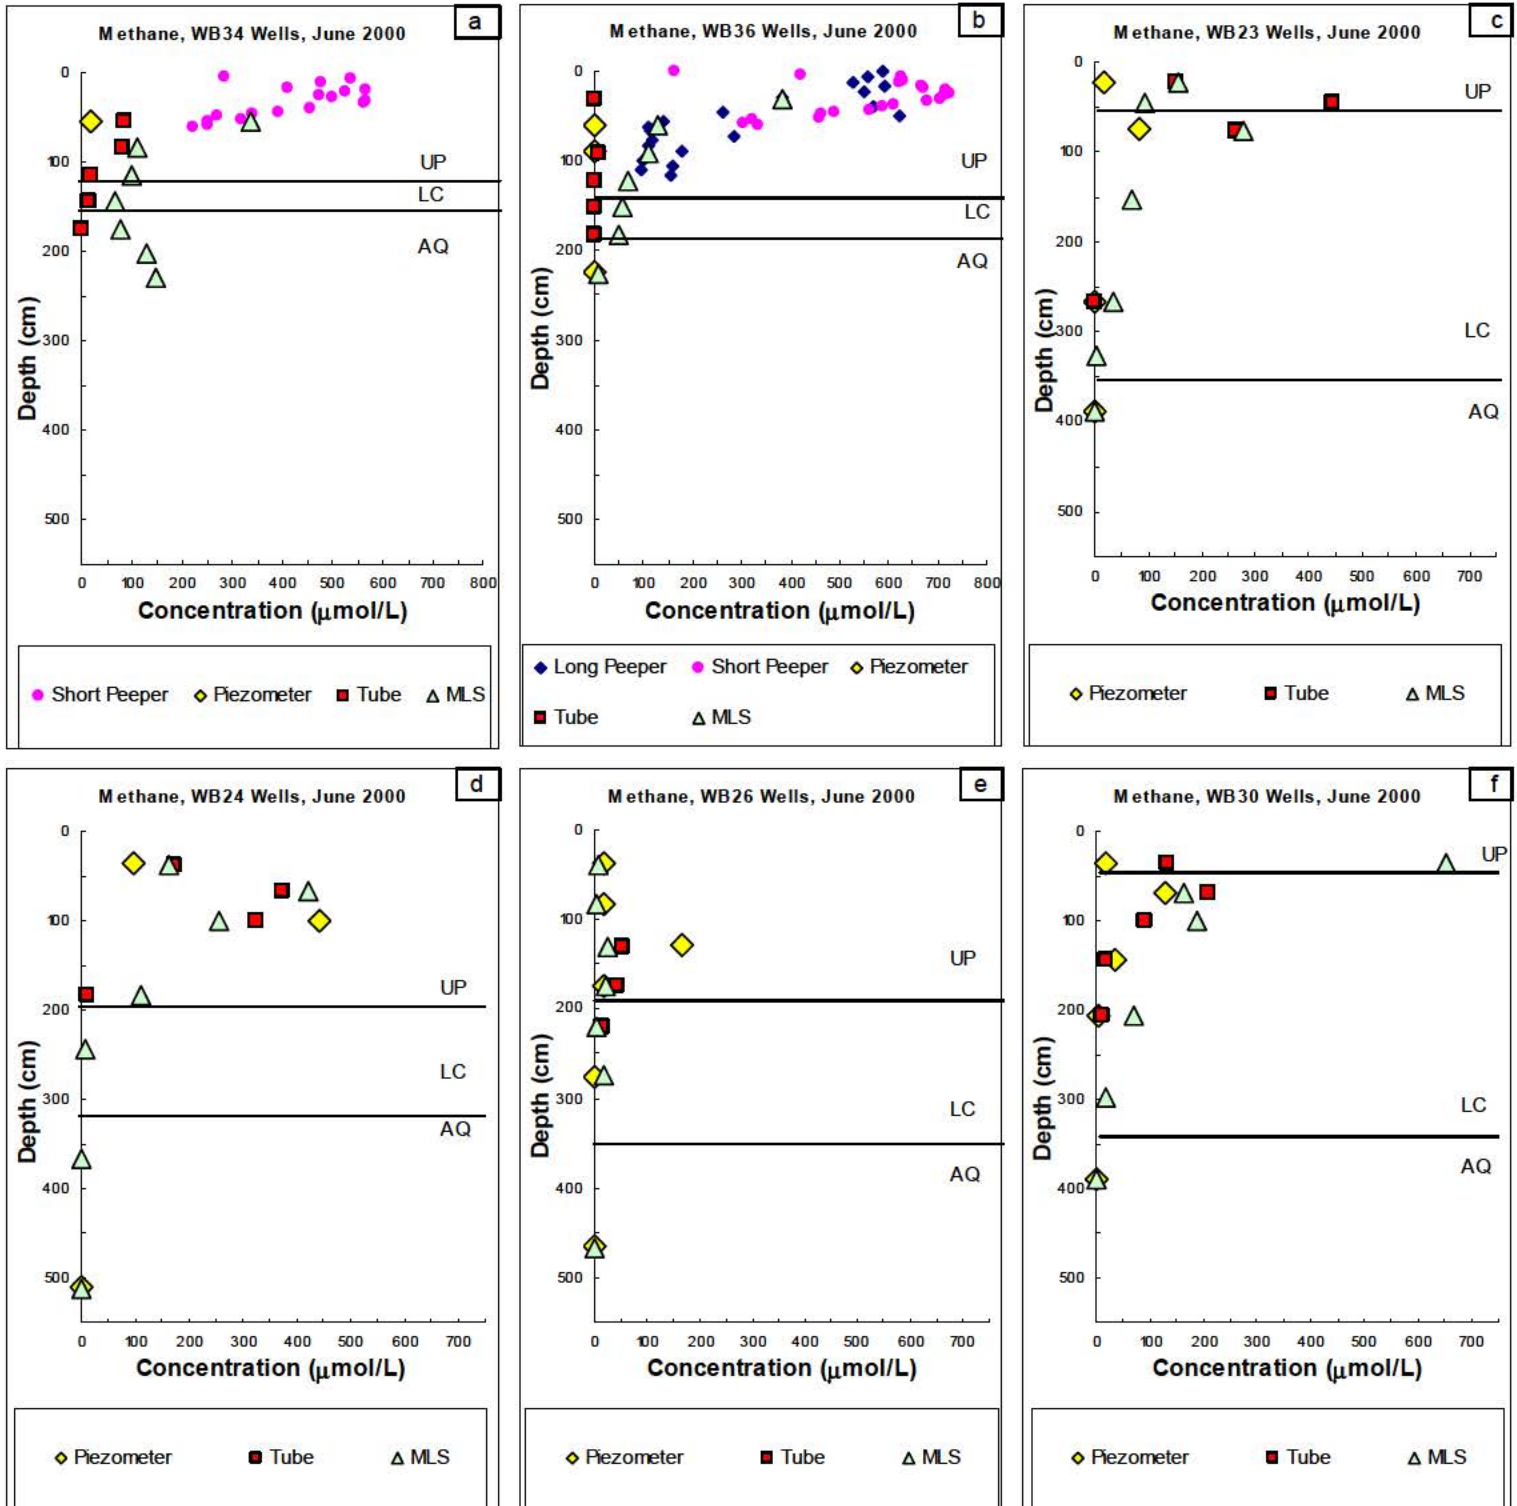 a
Methane, WB34 Wells, June 2000
0
100
200
300
400
500
Depth (cm)
UP
LC
AQ
0 100 200 300 400 500 600 700 800
Concentration (μmol/L)
Short Peeper Piezometer Tube MLS
b
Methane, WB36 Wells, June 2000
0
100
200
300
400
500
Depth (cm)
UP
LC
AQ
0 100 200 300 400 500 600 700 800
Concentration (μmol/L)
Long Peeper Short Peeper Piezometer
Tube MLS
c
Methane, WB23 Wells, June 2000
0
100
200
300
400
500
Depth (cm)
UP
LC
AQ
0 100 200 300 400 500 600 700
Concentration (μmol/L)
Piezometer Tube MLS
d
Methane, WB24 Wells, June 2000
0
100
200
300
400
500
Depth (cm)
UP
LC
AQ
0 100 200 300 400 500 600 700
Concentration (μmol/L)
Piezometer Tube MLS
e
Methane, WB26 Wells, June 2000
0
100
200
300
400
500
Depth (cm)
UP
LC
AQ
0 100 200 300 400 500 600 700
Concentration (μmol/L)
Piezometer Tube MLS
f
Methane, WB30 Wells, June 2000
0
100
200
300
400
500
Depth (cm)
UP
LC
AQ
0 100 200 300 400 500 600 700
Concentration (μmol/L)
Piezometer Tube MLS